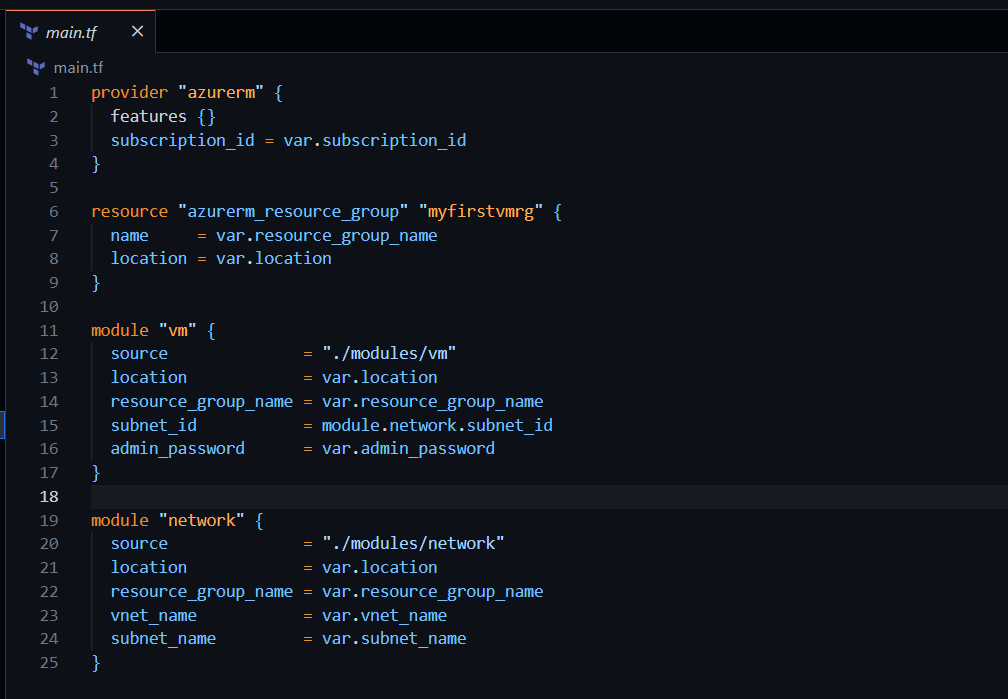 main.tf ×
main.tf
1 provider "azurerm" {
2   features {}
3   subscription_id = var.subscription_id
4 }
5
6 resource "azurerm_resource_group" "myfirstvmrg" {
7   name     = var.resource_group_name
8   location = var.location
9 }
10
11 module "vm" {
12   source              = "./modules/vm"
13   location            = var.location
14   resource_group_name = var.resource_group_name
15   subnet_id           = module.network.subnet_id
16   admin_password      = var.admin_password
17 }
18
19 module "network" {
20   source              = "./modules/network"
21   location            = var.location
22   resource_group_name = var.resource_group_name
23   vnet_name           = var.vnet_name
24   subnet_name         = var.subnet_name
25 }